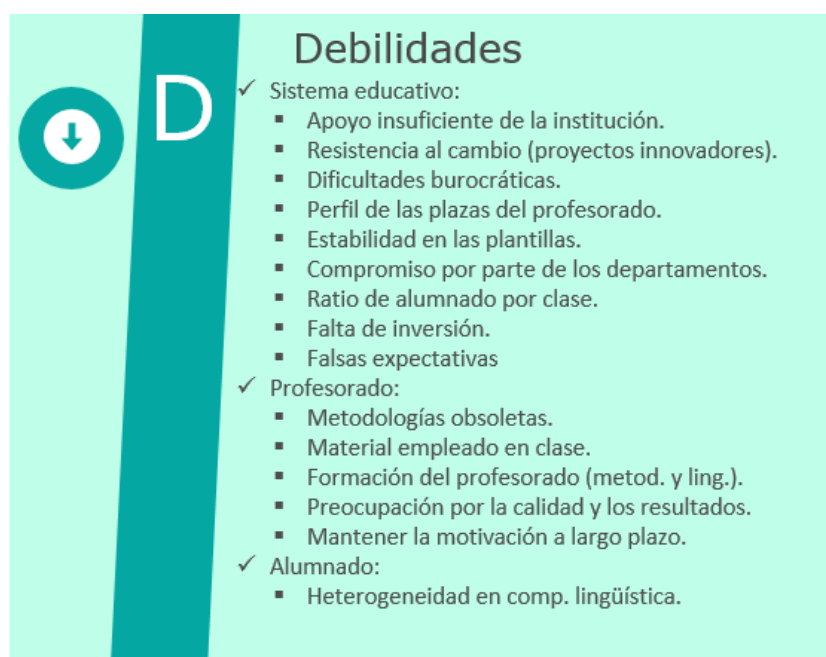 Debilidades
D
✓ Sistema educativo:
▪ Apoyo insuficiente de la institución.
▪ Resistencia al cambio (proyectos innovadores).
▪ Dificultades burocráticas.
▪ Perfil de las plazas del profesorado.
▪ Estabilidad en las plantillas.
▪ Compromiso por parte de los departamentos.
▪ Ratio de alumnado por clase.
▪ Falta de inversión.
▪ Falsas expectativas
✓ Profesorado:
▪ Metodologías obsoletas.
▪ Material empleado en clase.
▪ Formación del profesorado (metod. y ling.).
▪ Preocupación por la calidad y los resultados.
▪ Mantener la motivación a largo plazo.
✓ Alumnado:
▪ Heterogeneidad en comp. lingüística.